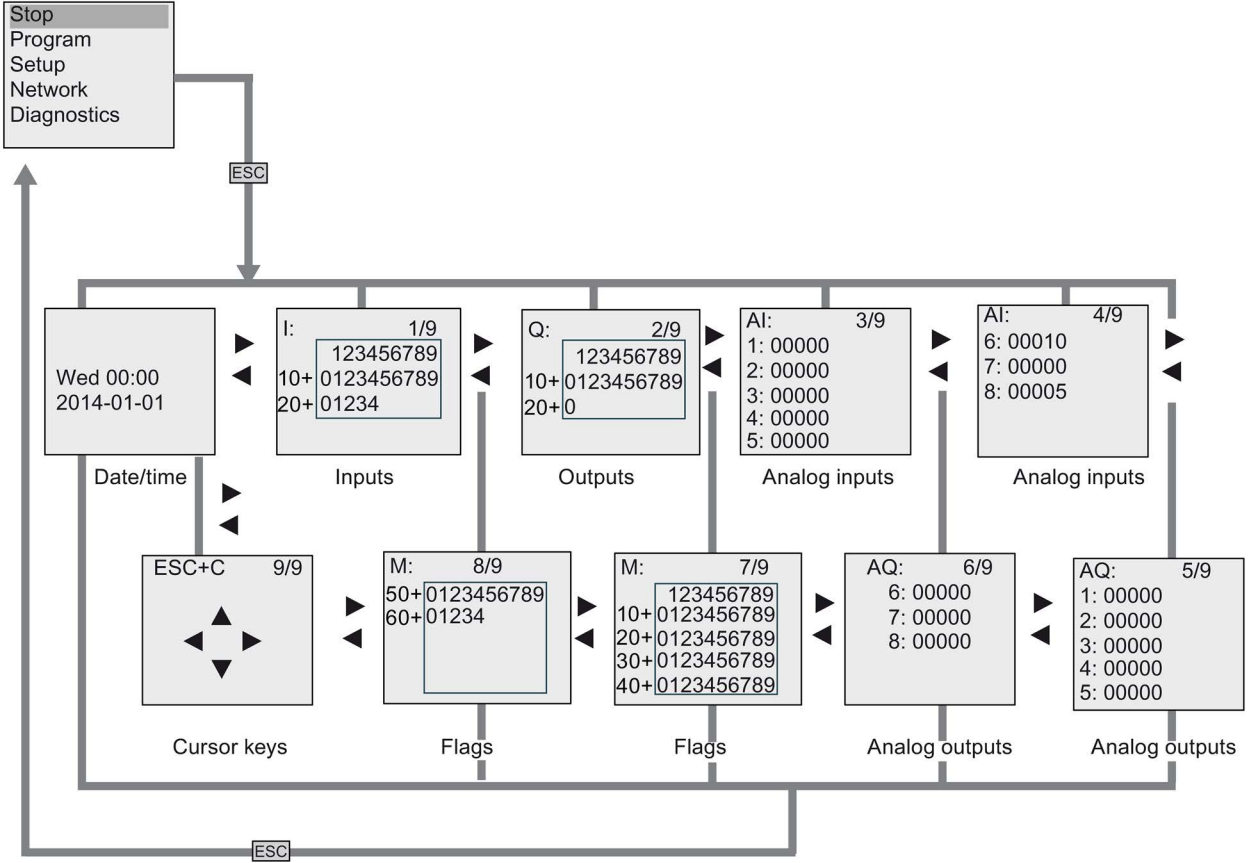 Stop
Program
Setup
Network
Diagnostics
ESC
Wed 00:00
2014-01-01
Date/time
I: 1/9
123456789
10+0123456789
20+01234
Inputs
Q: 2/9
123456789
10+0123456789
20+0
Outputs
AI: 3/9
1: 00000
2: 00000
3: 00000
4: 00000
5: 00000
Analog inputs
AI: 4/9
6: 00010
7: 00000
8: 00005
Analog inputs
ESC+C 9/9
Cursor keys
M: 8/9
50+0123456789
60+01234
Flags
M: 7/9
123456789
10+0123456789
20+0123456789
30+0123456789
40+0123456789
Flags
AQ: 6/9
6: 00000
7: 00000
8: 00000
Analog outputs
AQ: 5/9
1: 00000
2: 00000
3: 00000
4: 00000
5: 00000
Analog outputs
ESC